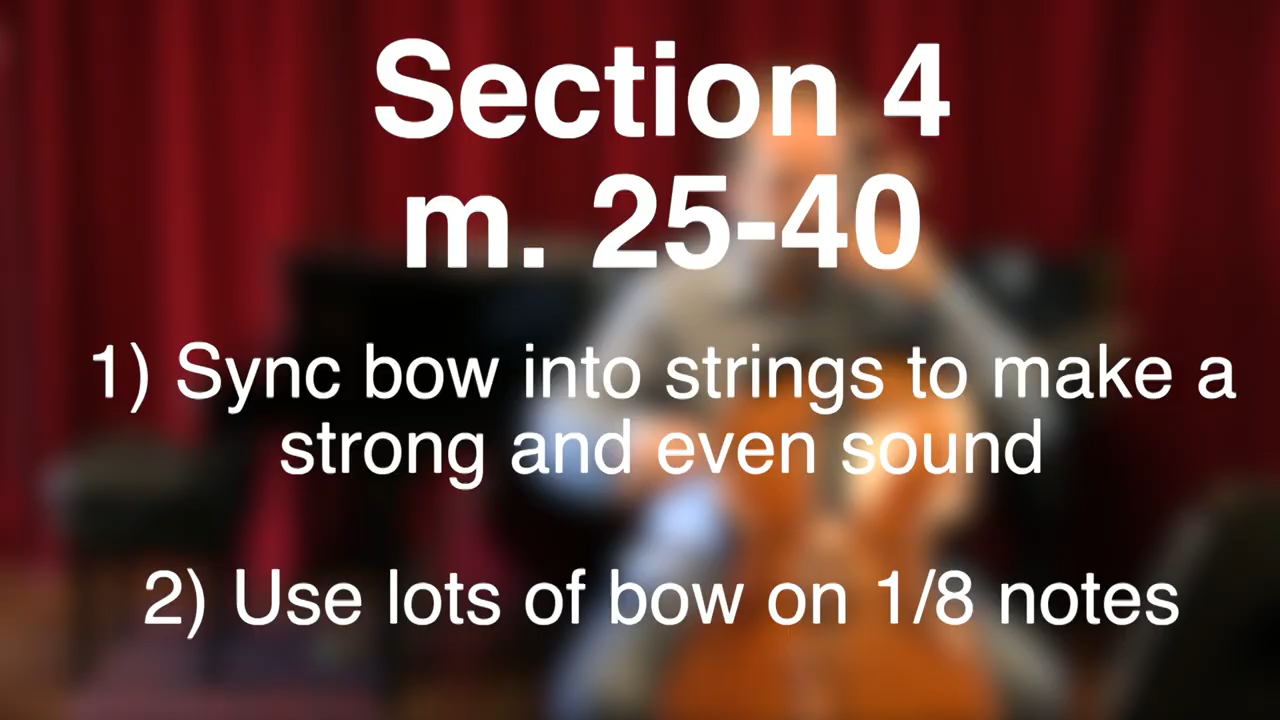 Section 4
m. 25-40
1) Sync bow into strings to make a
strong and even sound
2) Use lots of bow on 1/8 notes